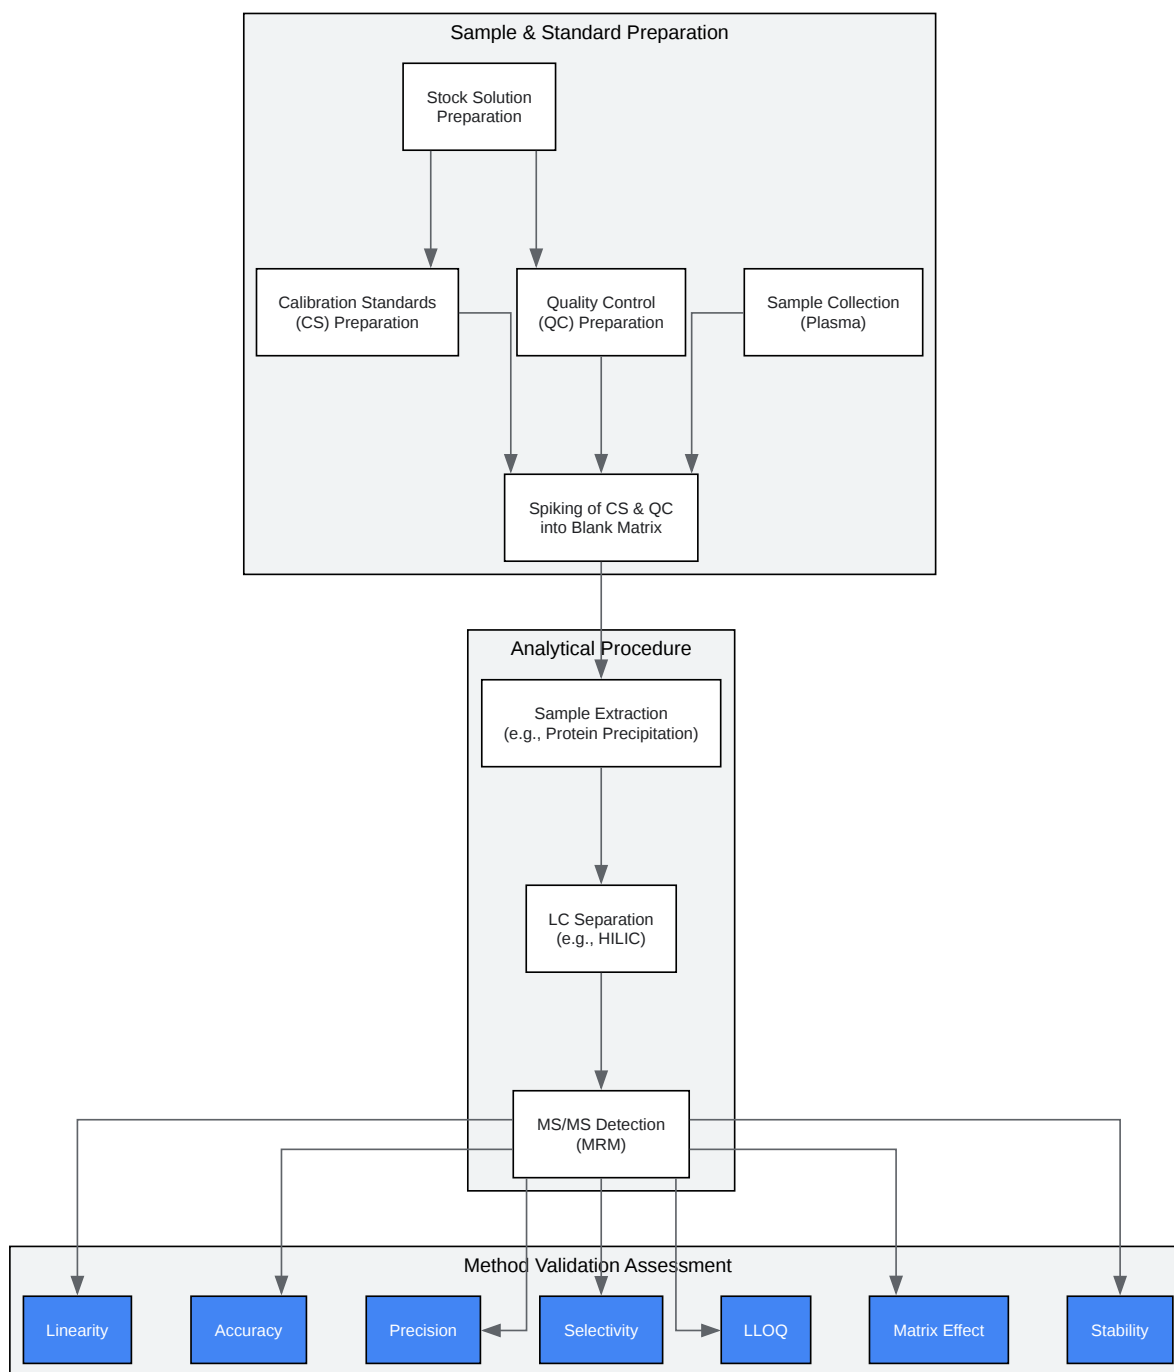 Sample & Standard Preparation
Stock Solution
Preparation
Calibration Standards
(CS) Preparation
Quality Control
(QC) Preparation
Sample Collection
(Plasma)
Spiking of CS & QC
into Blank Matrix
Analytical Procedure
Sample Extraction
(e.g., Protein Precipitation)
LC Separation
(e.g., HILIC)
MS/MS Detection
(MRM)
Method Validation Assessment
Linearity
Accuracy
Precision
Selectivity
LLOQ
Matrix Effect
Stability